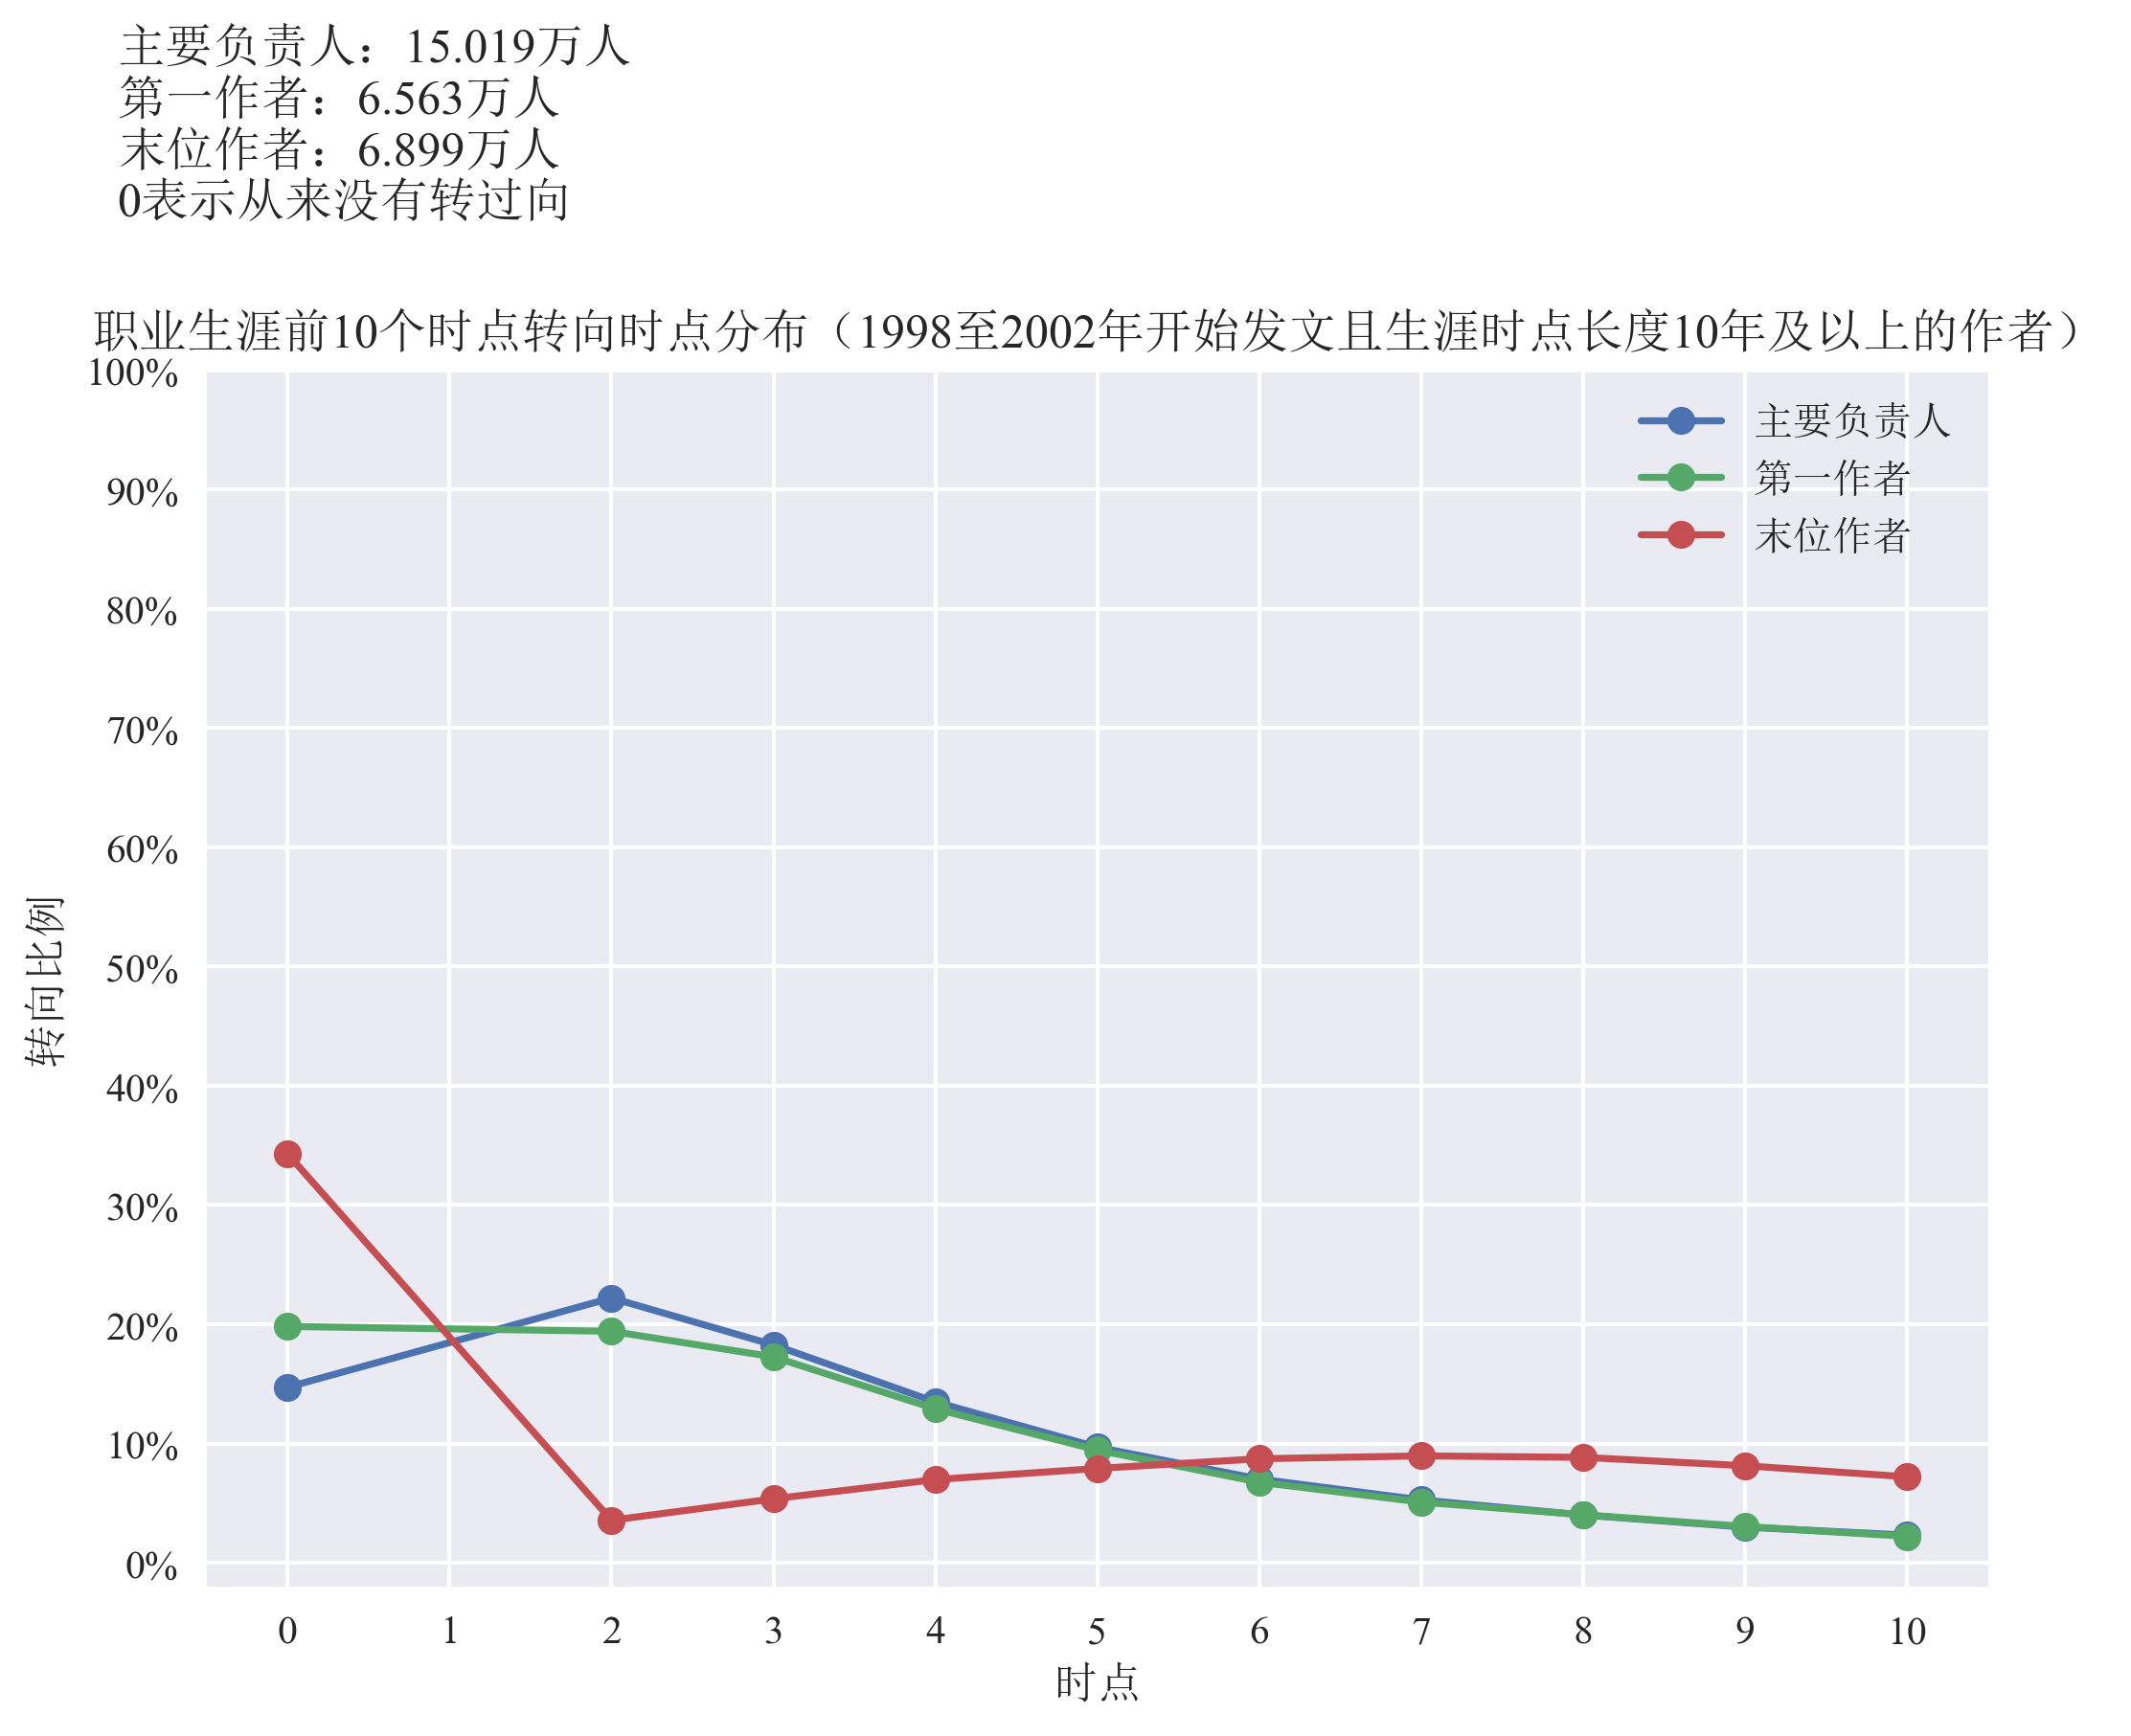 主要负责人：15.019万人
第一作者：6.563万人
末位作者：6.899万人
0表示从来没有转过向
职业生涯前10个时点转向时点分布（1998至2002年开始发文且生涯时点长度10年及以上的作者）
100%
90%
80%
70%
60%
50%
40%
30%
20%
10%
0%
转向比例
主要负责人
第一作者
末位作者
0 1 2 3 4 5 6 7 8 9 10
时点